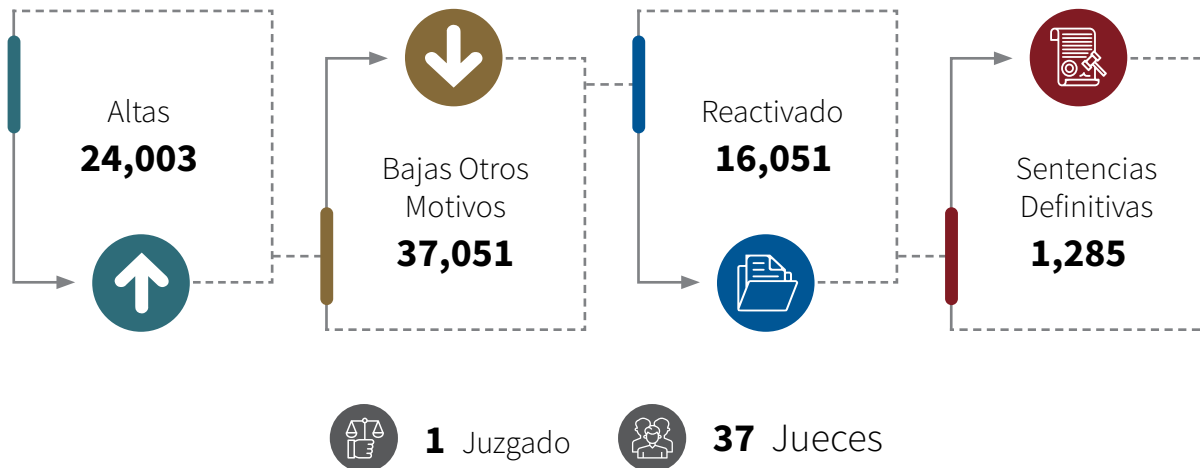 Altas
24,003
Bajas Otros
Motivos
37,051
Reactivado
16,051
Sentencias
Definitivas
1,285
1 Juzgado
37 Jueces